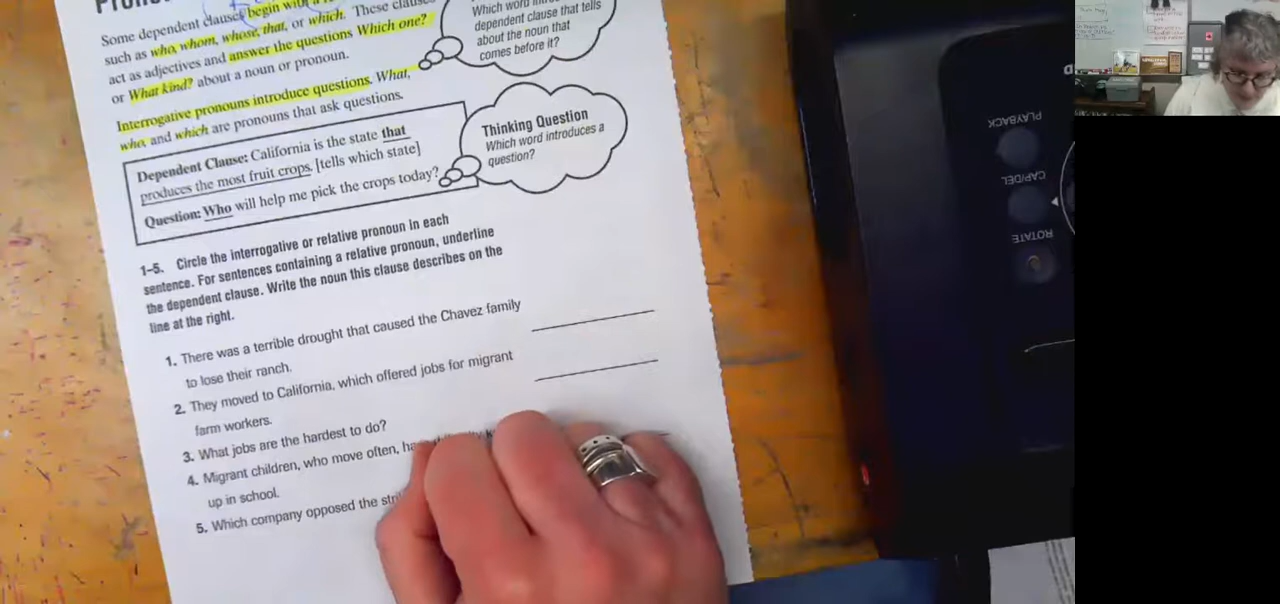 Some dependent clauses begin with a
such as who, whom, whose, that, or which. These clauses
act as adjectives and answer the questions Which one?
or What kind? about a noun or pronoun.
Interrogative pronouns introduce questions. What,
who, and which are pronouns that ask questions.
Which word
dependent clause that tells
about the noun that
comes before it?
Dependent Clause: California is the state that
produces the most fruit crops. [tells which state]
Question: Who will help me pick the crops today?
Thinking Question
Which word introduces a
question?
1–5. Circle the interrogative or relative pronoun in each
sentence. For sentences containing a relative pronoun, underline
the dependent clause. Write the noun this clause describes on the
line at the right.
1. There was a terrible drought that caused the Chavez family
to lose their ranch.
2. They moved to California, which offered jobs for migrant
farm workers.
3. What jobs are the hardest to do?
4. Migrant children, who move often,
up in school.
5. Which company opposed the
PLAYBACK
CAP/DEL
ROTATE